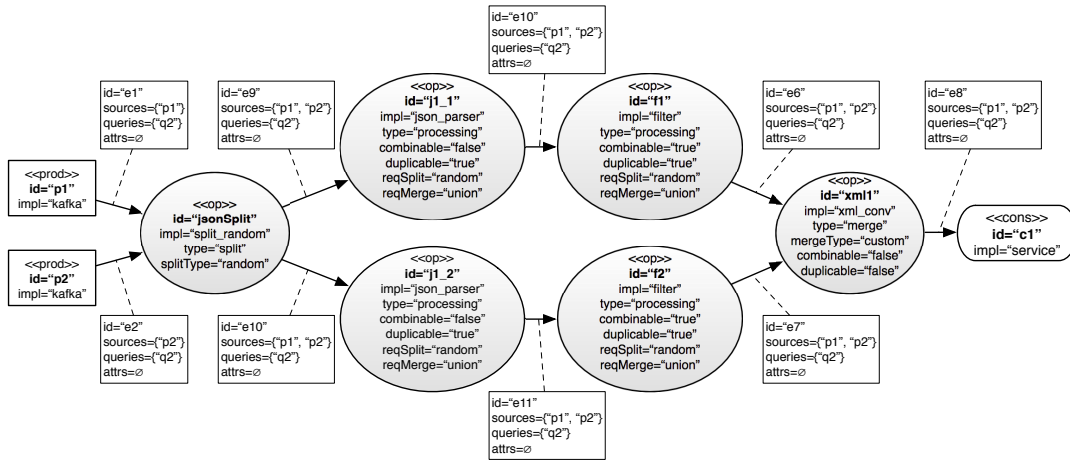 id=“e10”
sources={“p1”, “p2”}
queries={“q2”}
attrs=∅
id=“e1”
sources={“p1”}
queries={“q2”}
attrs=∅
id=“e9”
sources={“p1”, “p2”}
queries={“q2”}
attrs=∅
<<op>>
id=“j1_1”
impl=“json_parser”
type=“processing”
combinable=“false”
duplicable=“true”
reqSplit=“random”
reqMerge=“union”
<<op>>
id=“f1”
impl=“filter”
type=“processing”
combinable=“true”
duplicable=“true”
reqSplit=“random”
reqMerge=“union”
id=“e6”
sources={“p1”, “p2”}
queries={“q2”}
attrs=∅
id=“e8”
sources={“p1”, “p2”}
queries={“q2”}
attrs=∅
<<prod>>
id=“p1”
impl=“kafka”
<<op>>
id=“jsonSplit”
impl=“split_random”
type=“split”
splitType=“random”
<<op>>
id=“xml1”
impl=“xml_conv”
type=“merge”
mergeType=“custom”
combinable=“false”
duplicable=“false”
<<cons>>
id=“c1”
impl=“service”
<<prod>>
id=“p2”
impl=“kafka”
<<op>>
id=“j1_2”
impl=“json_parser”
type=“processing”
combinable=“false”
duplicable=“true”
reqSplit=“random”
reqMerge=“union”
<<op>>
id=“f2”
impl=“filter”
type=“processing”
combinable=“true”
duplicable=“true”
reqSplit=“random”
reqMerge=“union”
id=“e2”
sources={“p2”}
queries={“q2”}
attrs=∅
id=“e10”
sources={“p1”, “p2”}
queries={“q2”}
attrs=∅
id=“e7”
sources={“p1”, “p2”}
queries={“q2”}
attrs=∅
id=“e11”
sources={“p1”, “p2”}
queries={“q2”}
attrs=∅